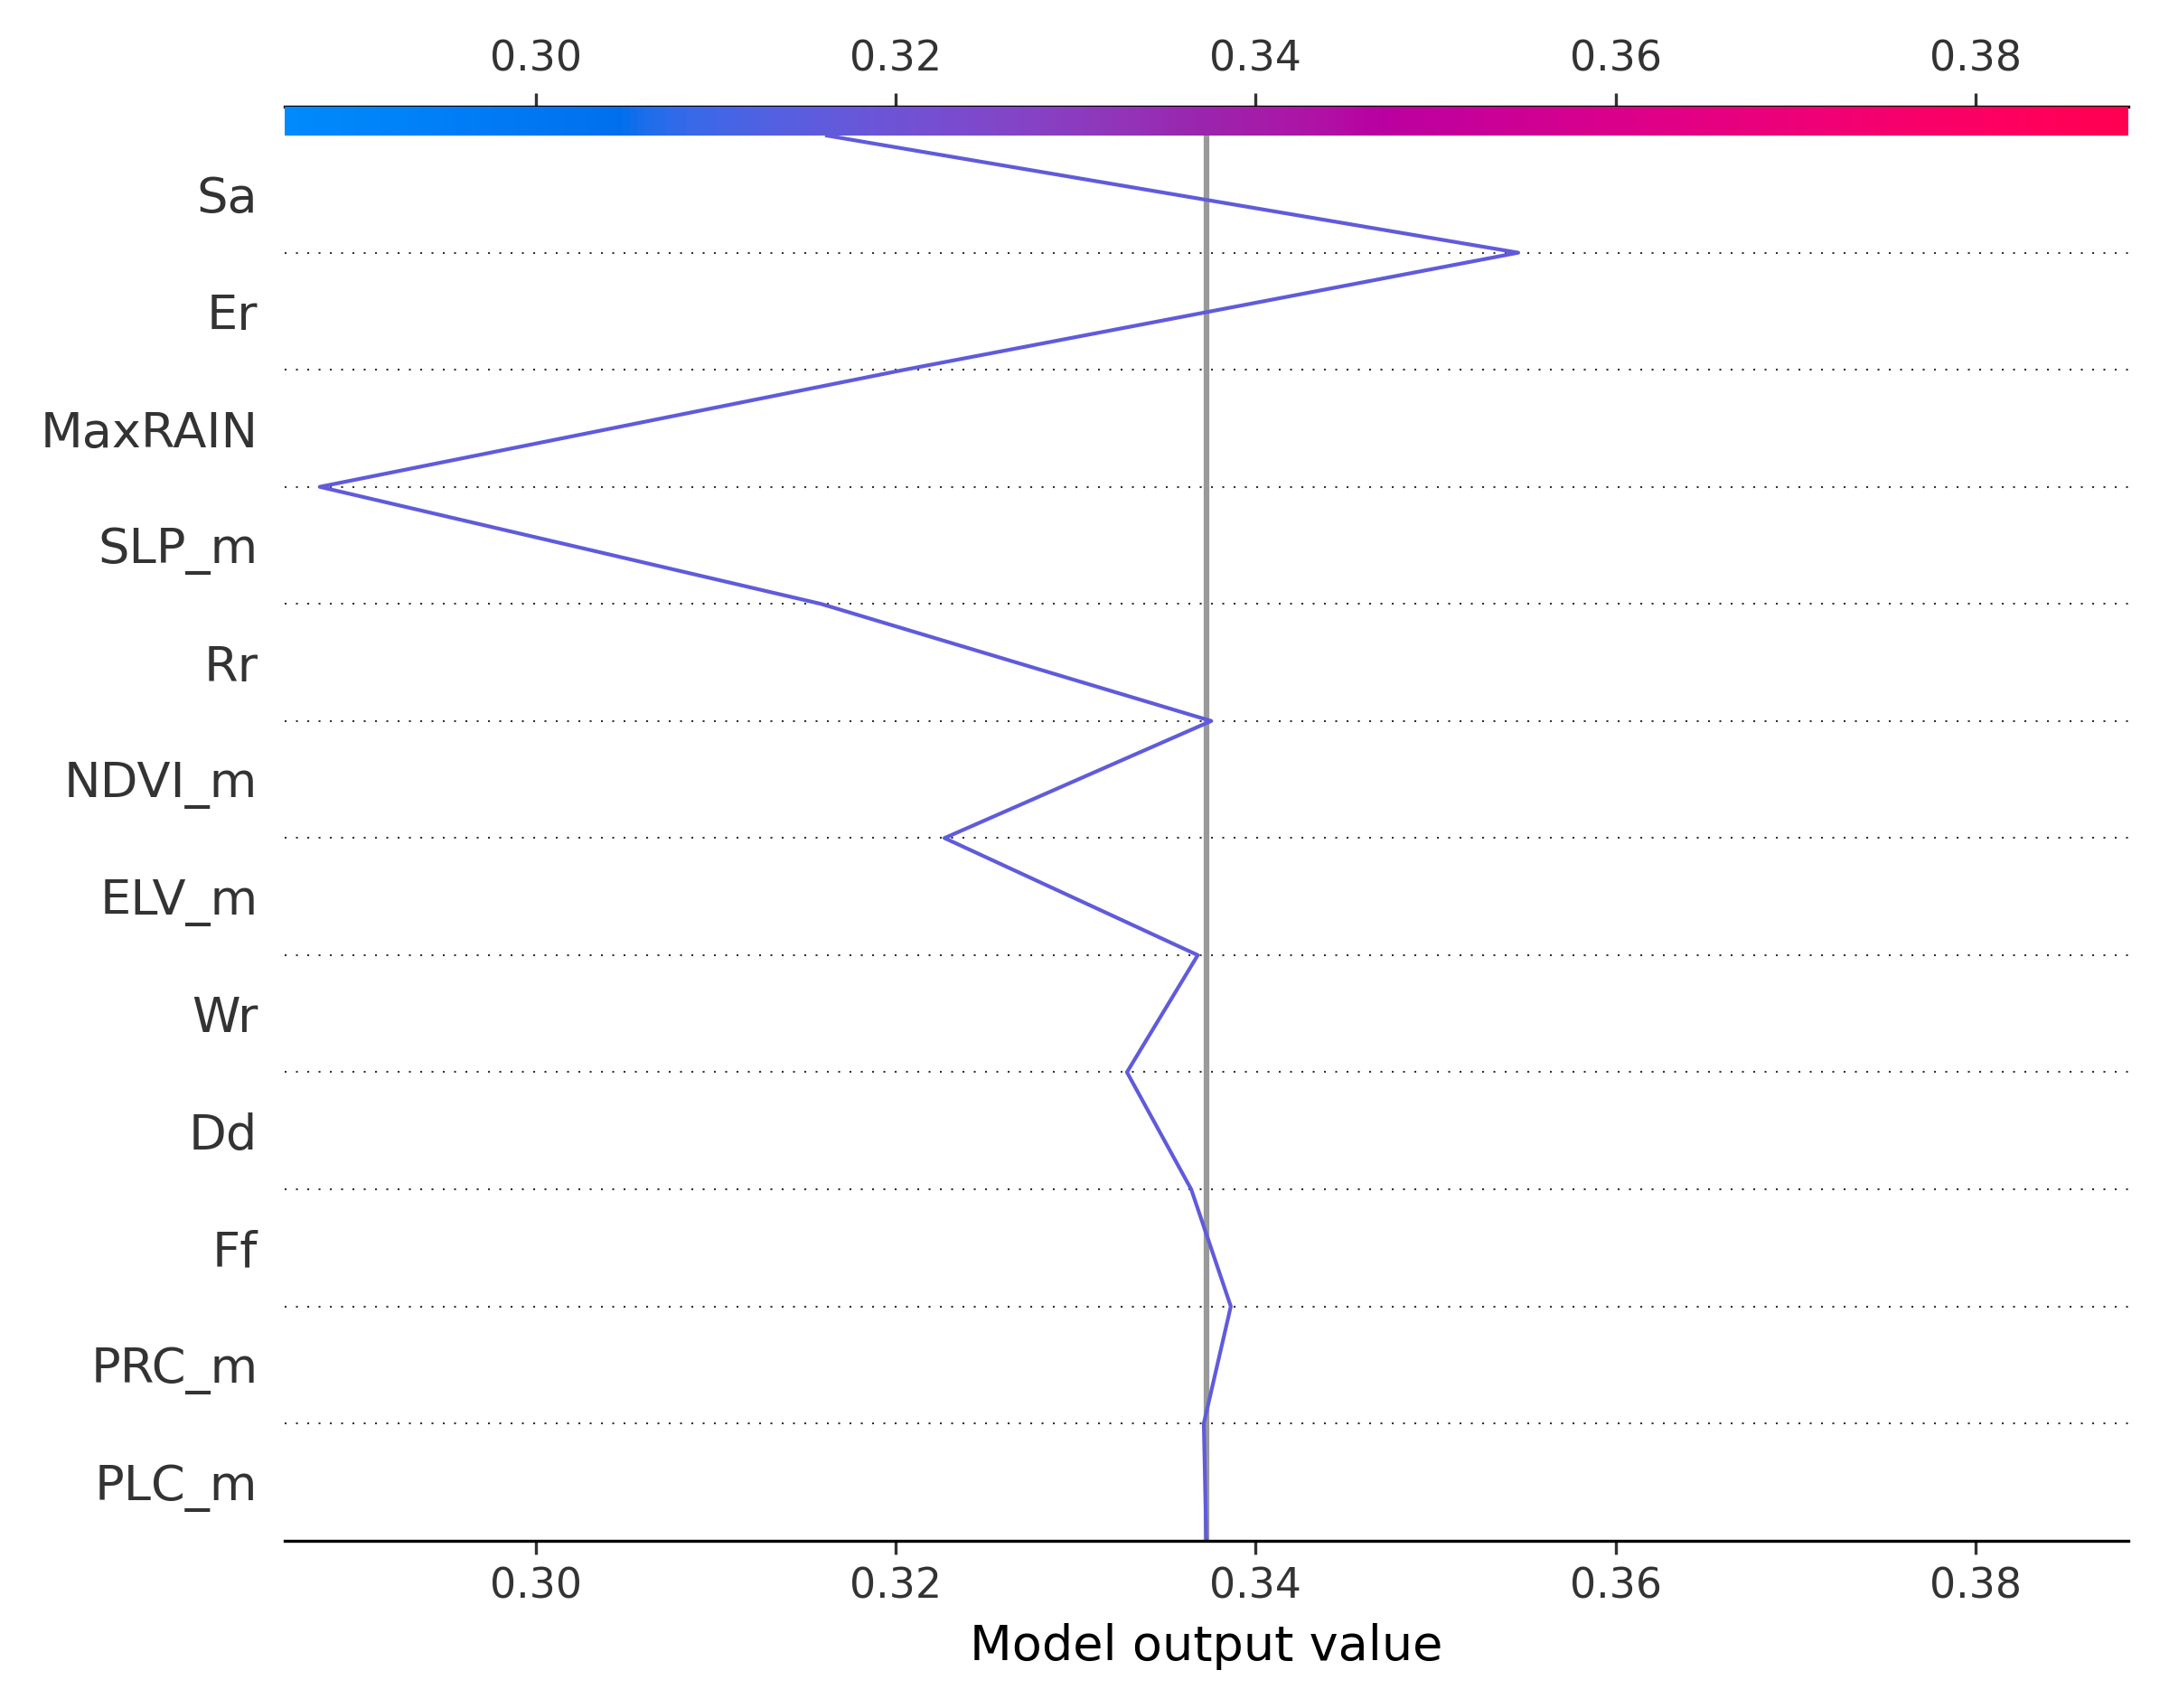 0.30 0.32 0.34 0.36 0.38
Sa
Er
MaxRAIN
SLP_m
Rr
NDVI_m
ELV_m
Wr
Dd
Ff
PRC_m
PLC_m
0.30 0.32 0.34 0.36 0.38
Model output value